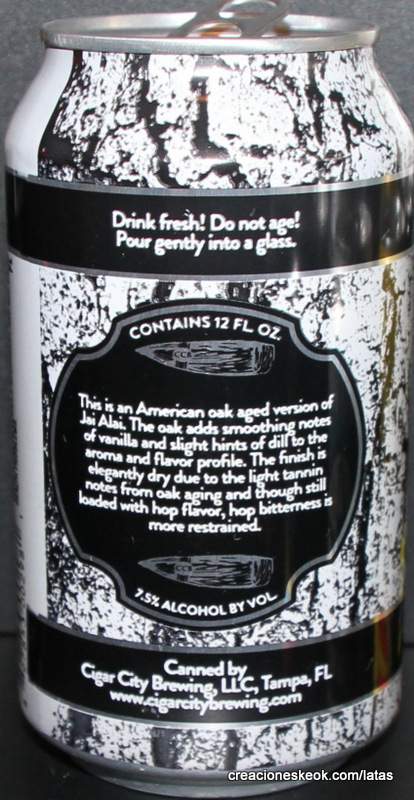 Drink fresh! Do not age!
Pour gently into a glass.
CONTAINS 12 FL. OZ.
This is an American oak aged version of
Jai Alai. The oak adds smoothing notes
of vanilla and slight hints of dill to the
aroma and flavor profile. The finish is
elegantly dry due to the light tannin
notes from oak aging and though still
loaded with hop flavor, hop bitterness is
more restrained.
7.5% ALCOHOL BY VOL.
Canned by
Cigar City Brewing, LLC, Tampa, FL
www.cigarcitybrewing.com
creacioneskeok.com/latas